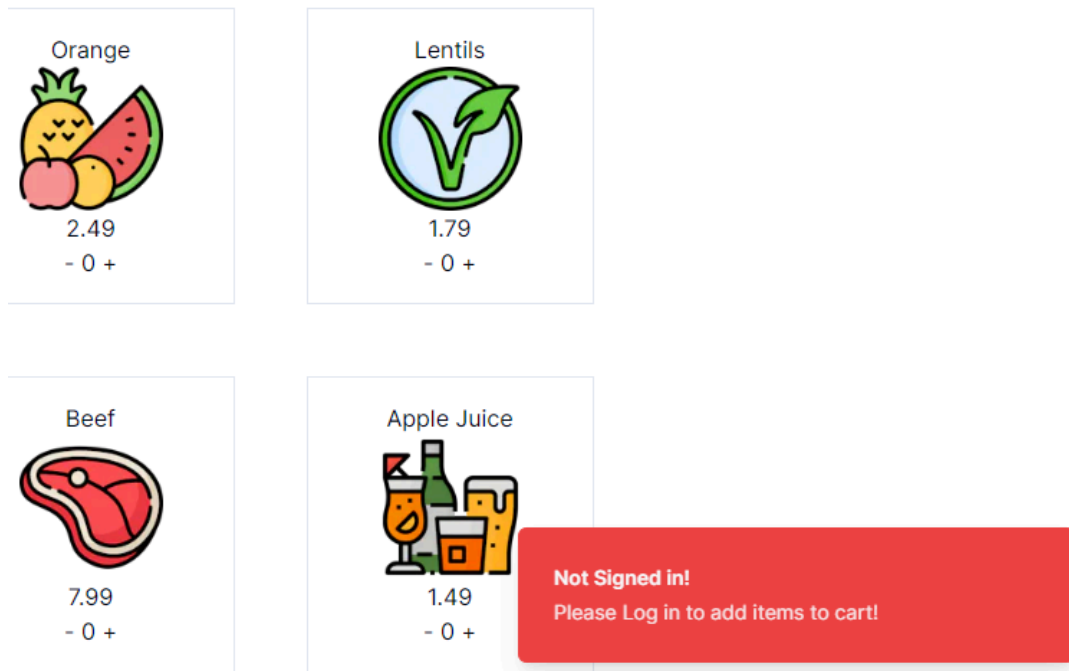 Orange
2.49
- 0 +
Lentils
1.79
- 0 +
Beef
7.99
- 0 +
Apple Juice
1.49
- 0 +
Not Signed in!
Please Log in to add items to cart!